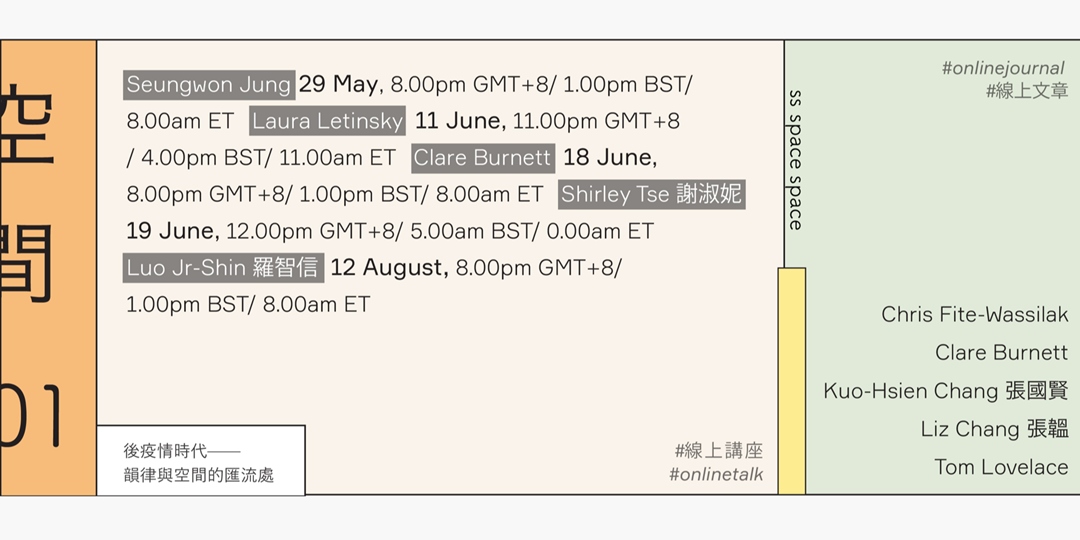 空
間
01
Seungwon Jung 29 May, 8.00pm GMT+8/ 1.00pm BST/
8.00am ET Laura Letinsky 11 June, 11.00pm GMT+8
/ 4.00pm BST/ 11.00am ET Clare Burnett 18 June,
8.00pm GMT+8/ 1.00pm BST/ 8.00am ET Shirley Tse 謝淑妮
19 June, 12.00pm GMT+8/ 5.00am BST/ 0.00am ET
Luo Jr-Shin 羅智信 12 August, 8.00pm GMT+8/
1.00pm BST/ 8.00am ET
後疫情時代——
韻律與空間的匯流處
#線上講座
#onlinetalk
ss space space
#onlinejournal
#線上文章
Chris Fite-Wassilak
Clare Burnett
Kuo-Hsien Chang 張國賢
Liz Chang 張韞
Tom Lovelace